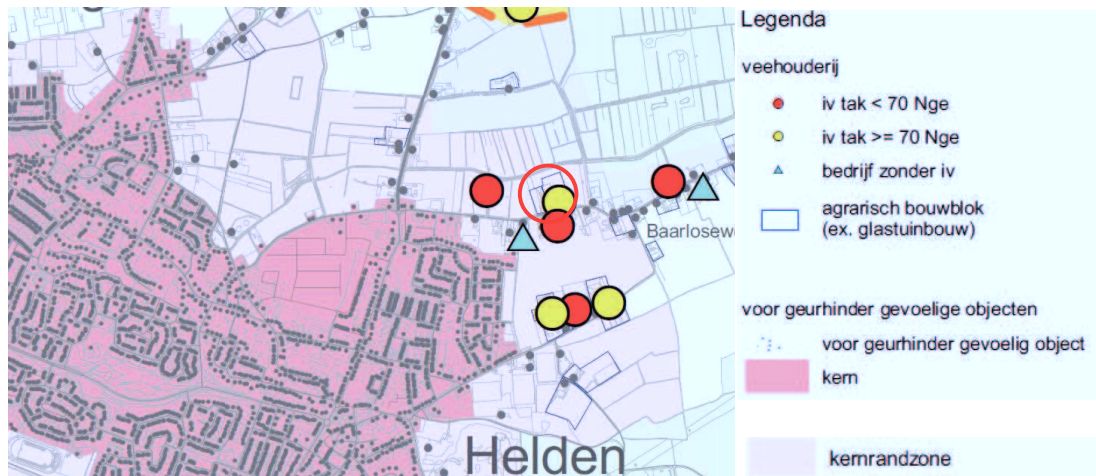 Baarlosew
Helden
Legenda
veehouderij
iv tak < 70 Nge
iv tak >= 70 Nge
bedrijf zonder iv
agrarisch bouwblok
(ex. glastuinbouw)
voor geurhinder gevoelige objecten
voor geurhinder gevoelig object
kern
kernrandzone